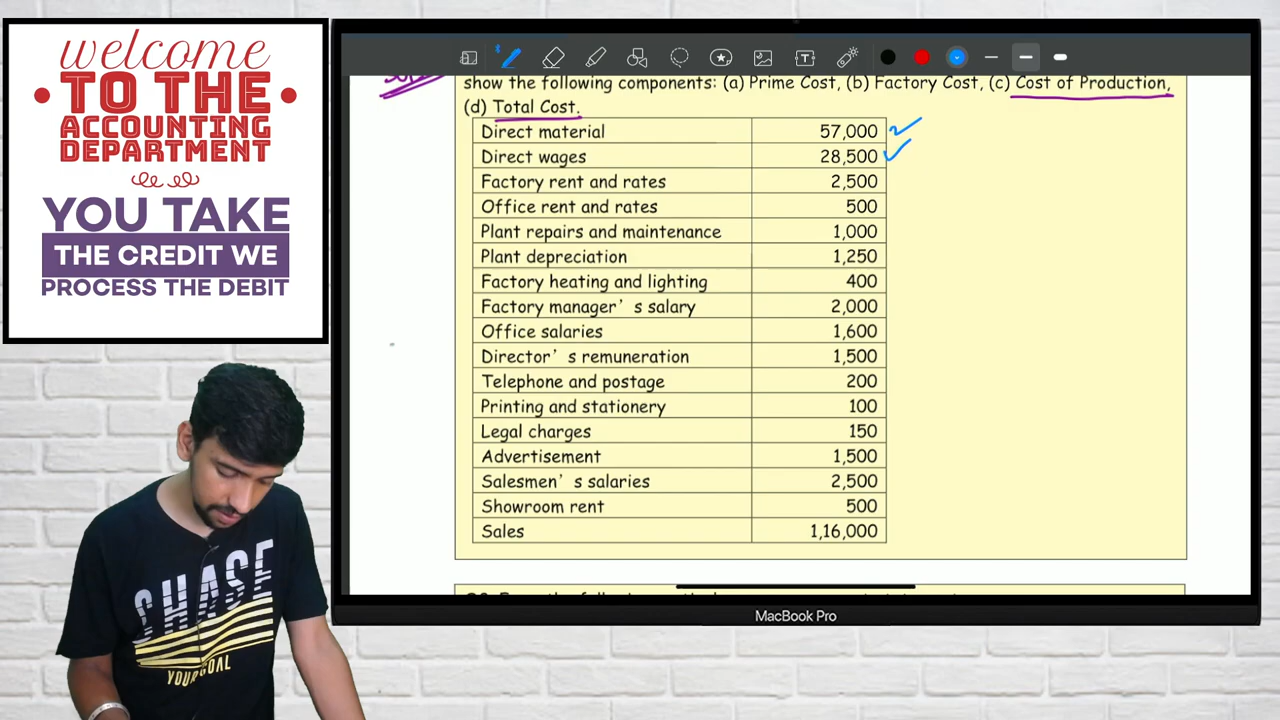 welcome
TO THE
ACCOUNTING
DEPARTMENT
YOU TAKE
THE CREDIT WE
PROCESS THE DEBIT
show the following components: (a) Prime Cost, (b) Factory Cost, (c) Cost of Production,
(d) Total Cost.
Direct material 57,000
Direct wages 28,500
Factory rent and rates 2,500
Office rent and rates 500
Plant repairs and maintenance 1,000
Plant depreciation 1,250
Factory heating and lighting 400
Factory manager’s salary 2,000
Office salaries 1,600
Director’s remuneration 1,500
Telephone and postage 200
Printing and stationery 100
Legal charges 150
Advertisement 1,500
Salesmen’s salaries 2,500
Showroom rent 500
Sales 1,16,000
MacBook Pro
CHASE
YOUR GOAL